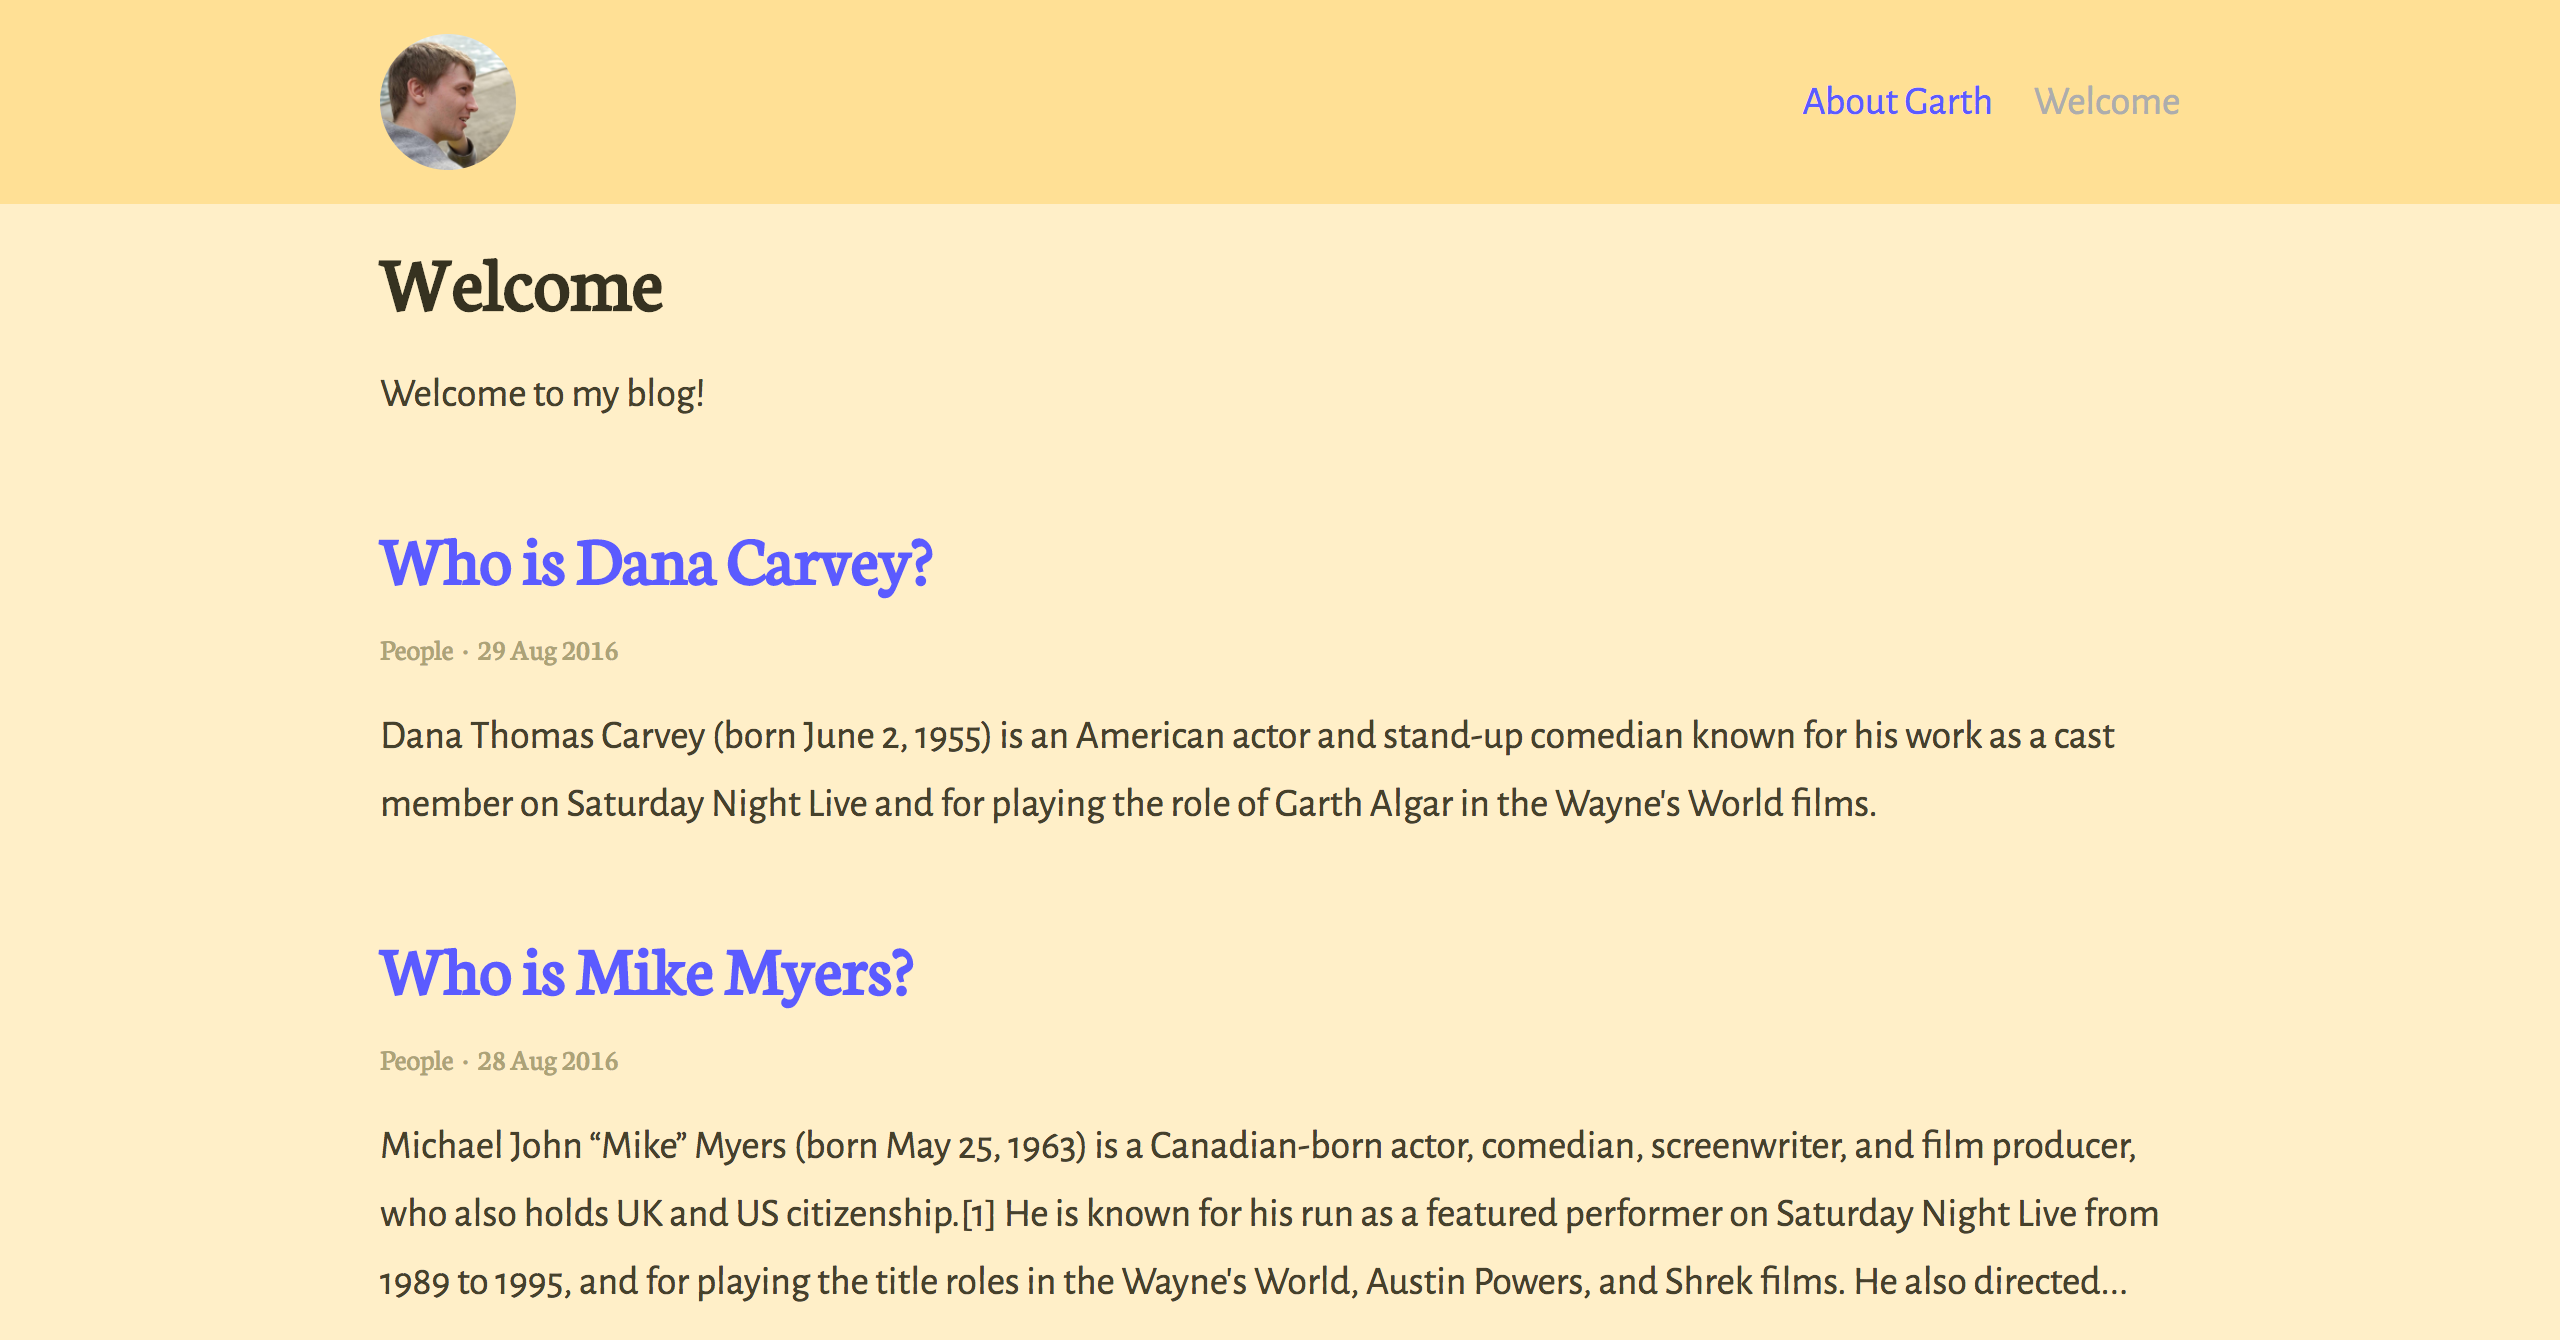 About Garth Welcome
Welcome
Welcome to my blog!
Who is Dana Carvey?
People · 29 Aug 2016
Dana Thomas Carvey (born June 2, 1955) is an American actor and stand-up comedian known for his work as a cast
member on Saturday Night Live and for playing the role of Garth Algar in the Wayne's World films.
Who is Mike Myers?
People · 28 Aug 2016
Michael John “Mike” Myers (born May 25, 1963) is a Canadian-born actor, comedian, screenwriter, and film producer,
who also holds UK and US citizenship.[1] He is known for his run as a featured performer on Saturday Night Live from
1989 to 1995, and for playing the title roles in the Wayne's World, Austin Powers, and Shrek films. He also directed...